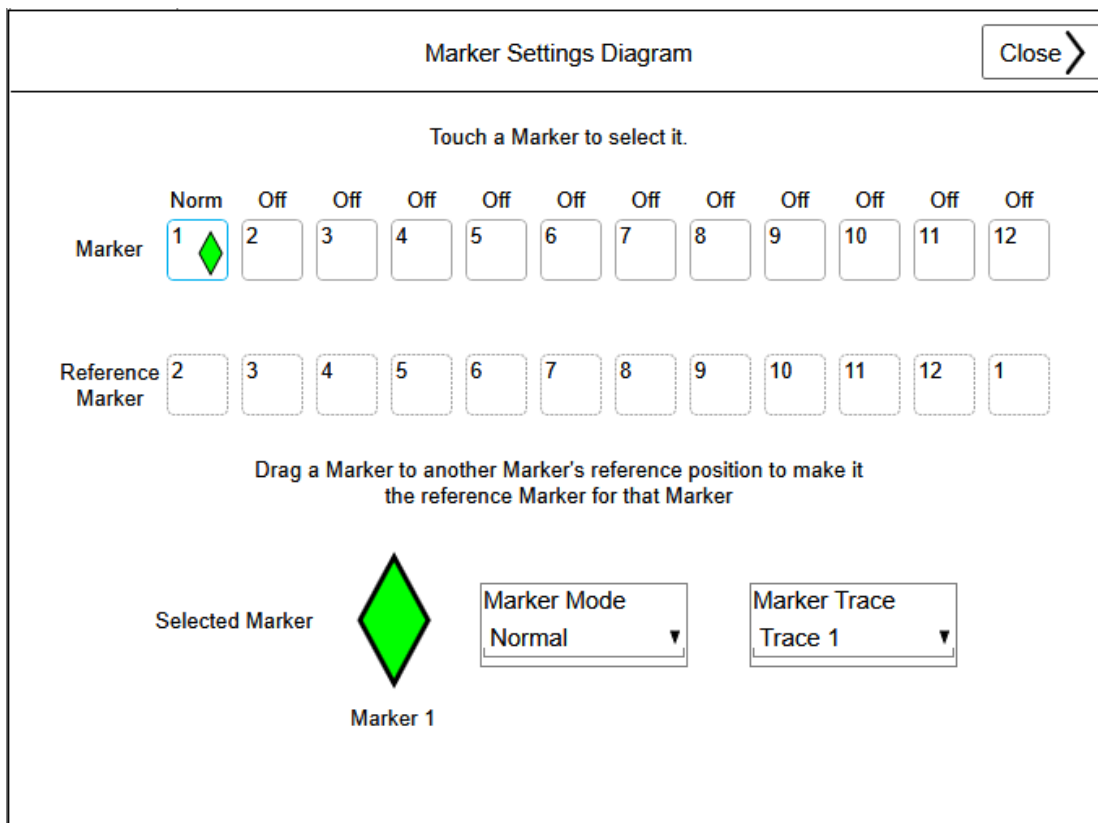 Marker Settings Diagram
Close
Touch a Marker to select it.
Norm Off Off Off Off Off Off Off Off Off Off Off
Marker 1 2 3 4 5 6 7 8 9 10 11 12
Reference Marker 2 3 4 5 6 7 8 9 10 11 12 1
Drag a Marker to another Marker's reference position to make it
the reference Marker for that Marker
Selected Marker
Marker 1
Marker Mode
Normal
Marker Trace
Trace 1